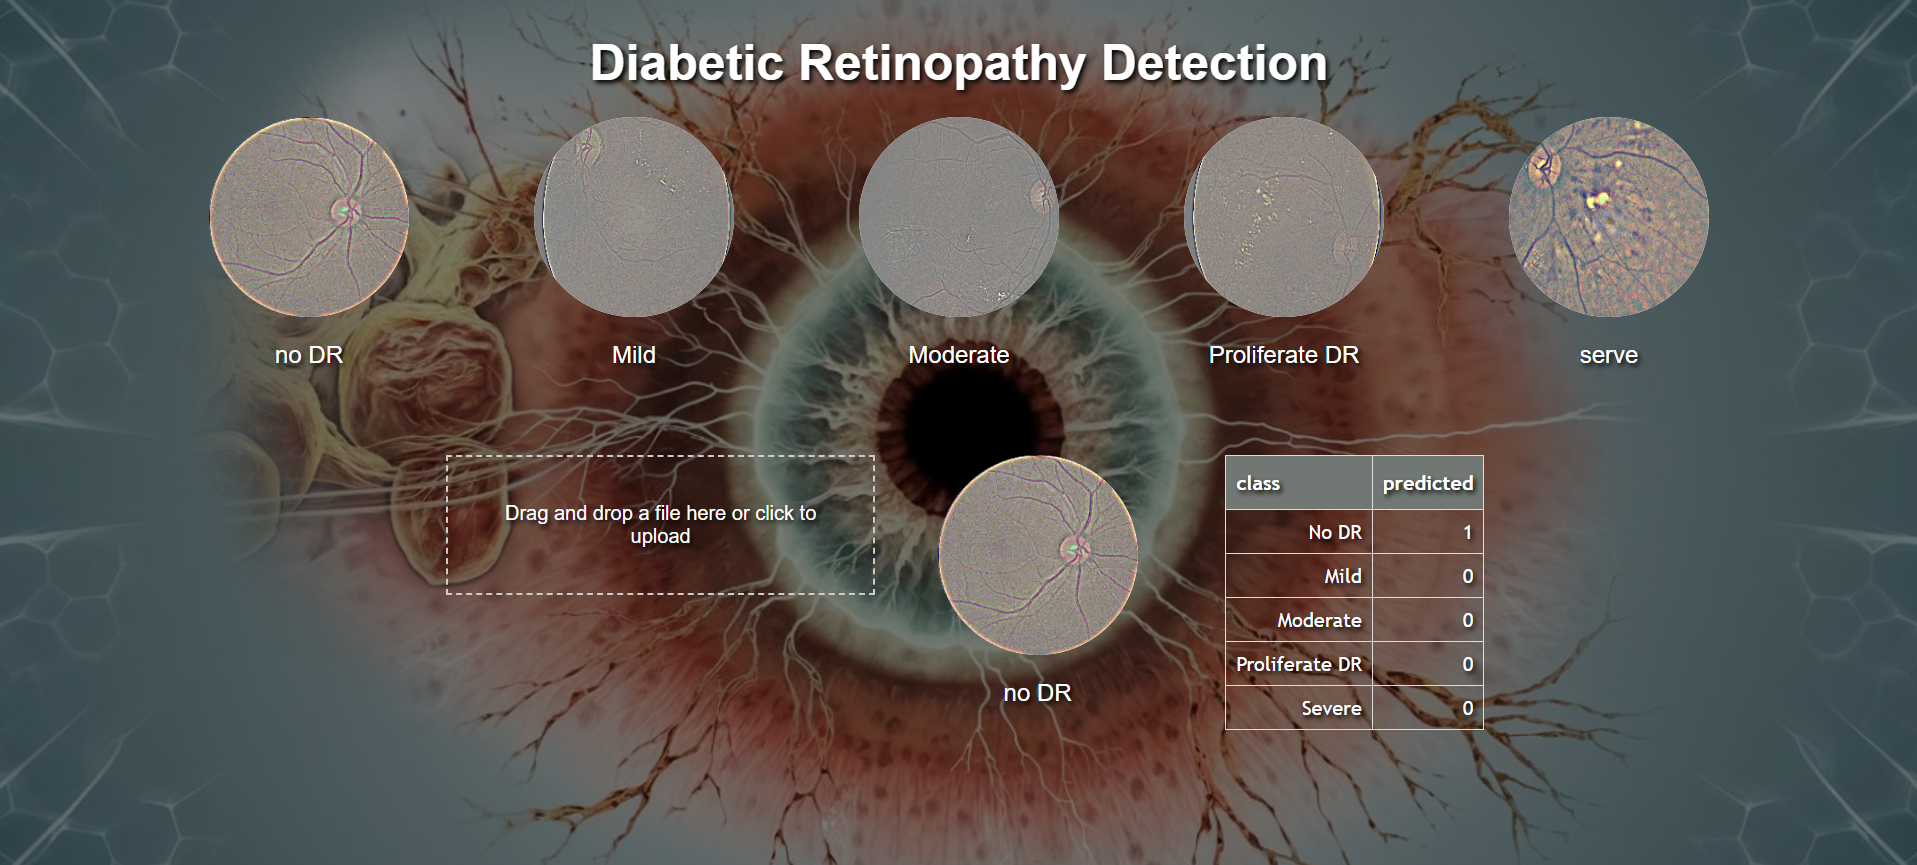 Diabetic Retinopathy Detection
no DR
Mild
Moderate
Proliferate DR
serve
Drag and drop a file here or click to
upload
no DR
class predicted
No DR 1
Mild 0
Moderate 0
Proliferate DR 0
Severe 0